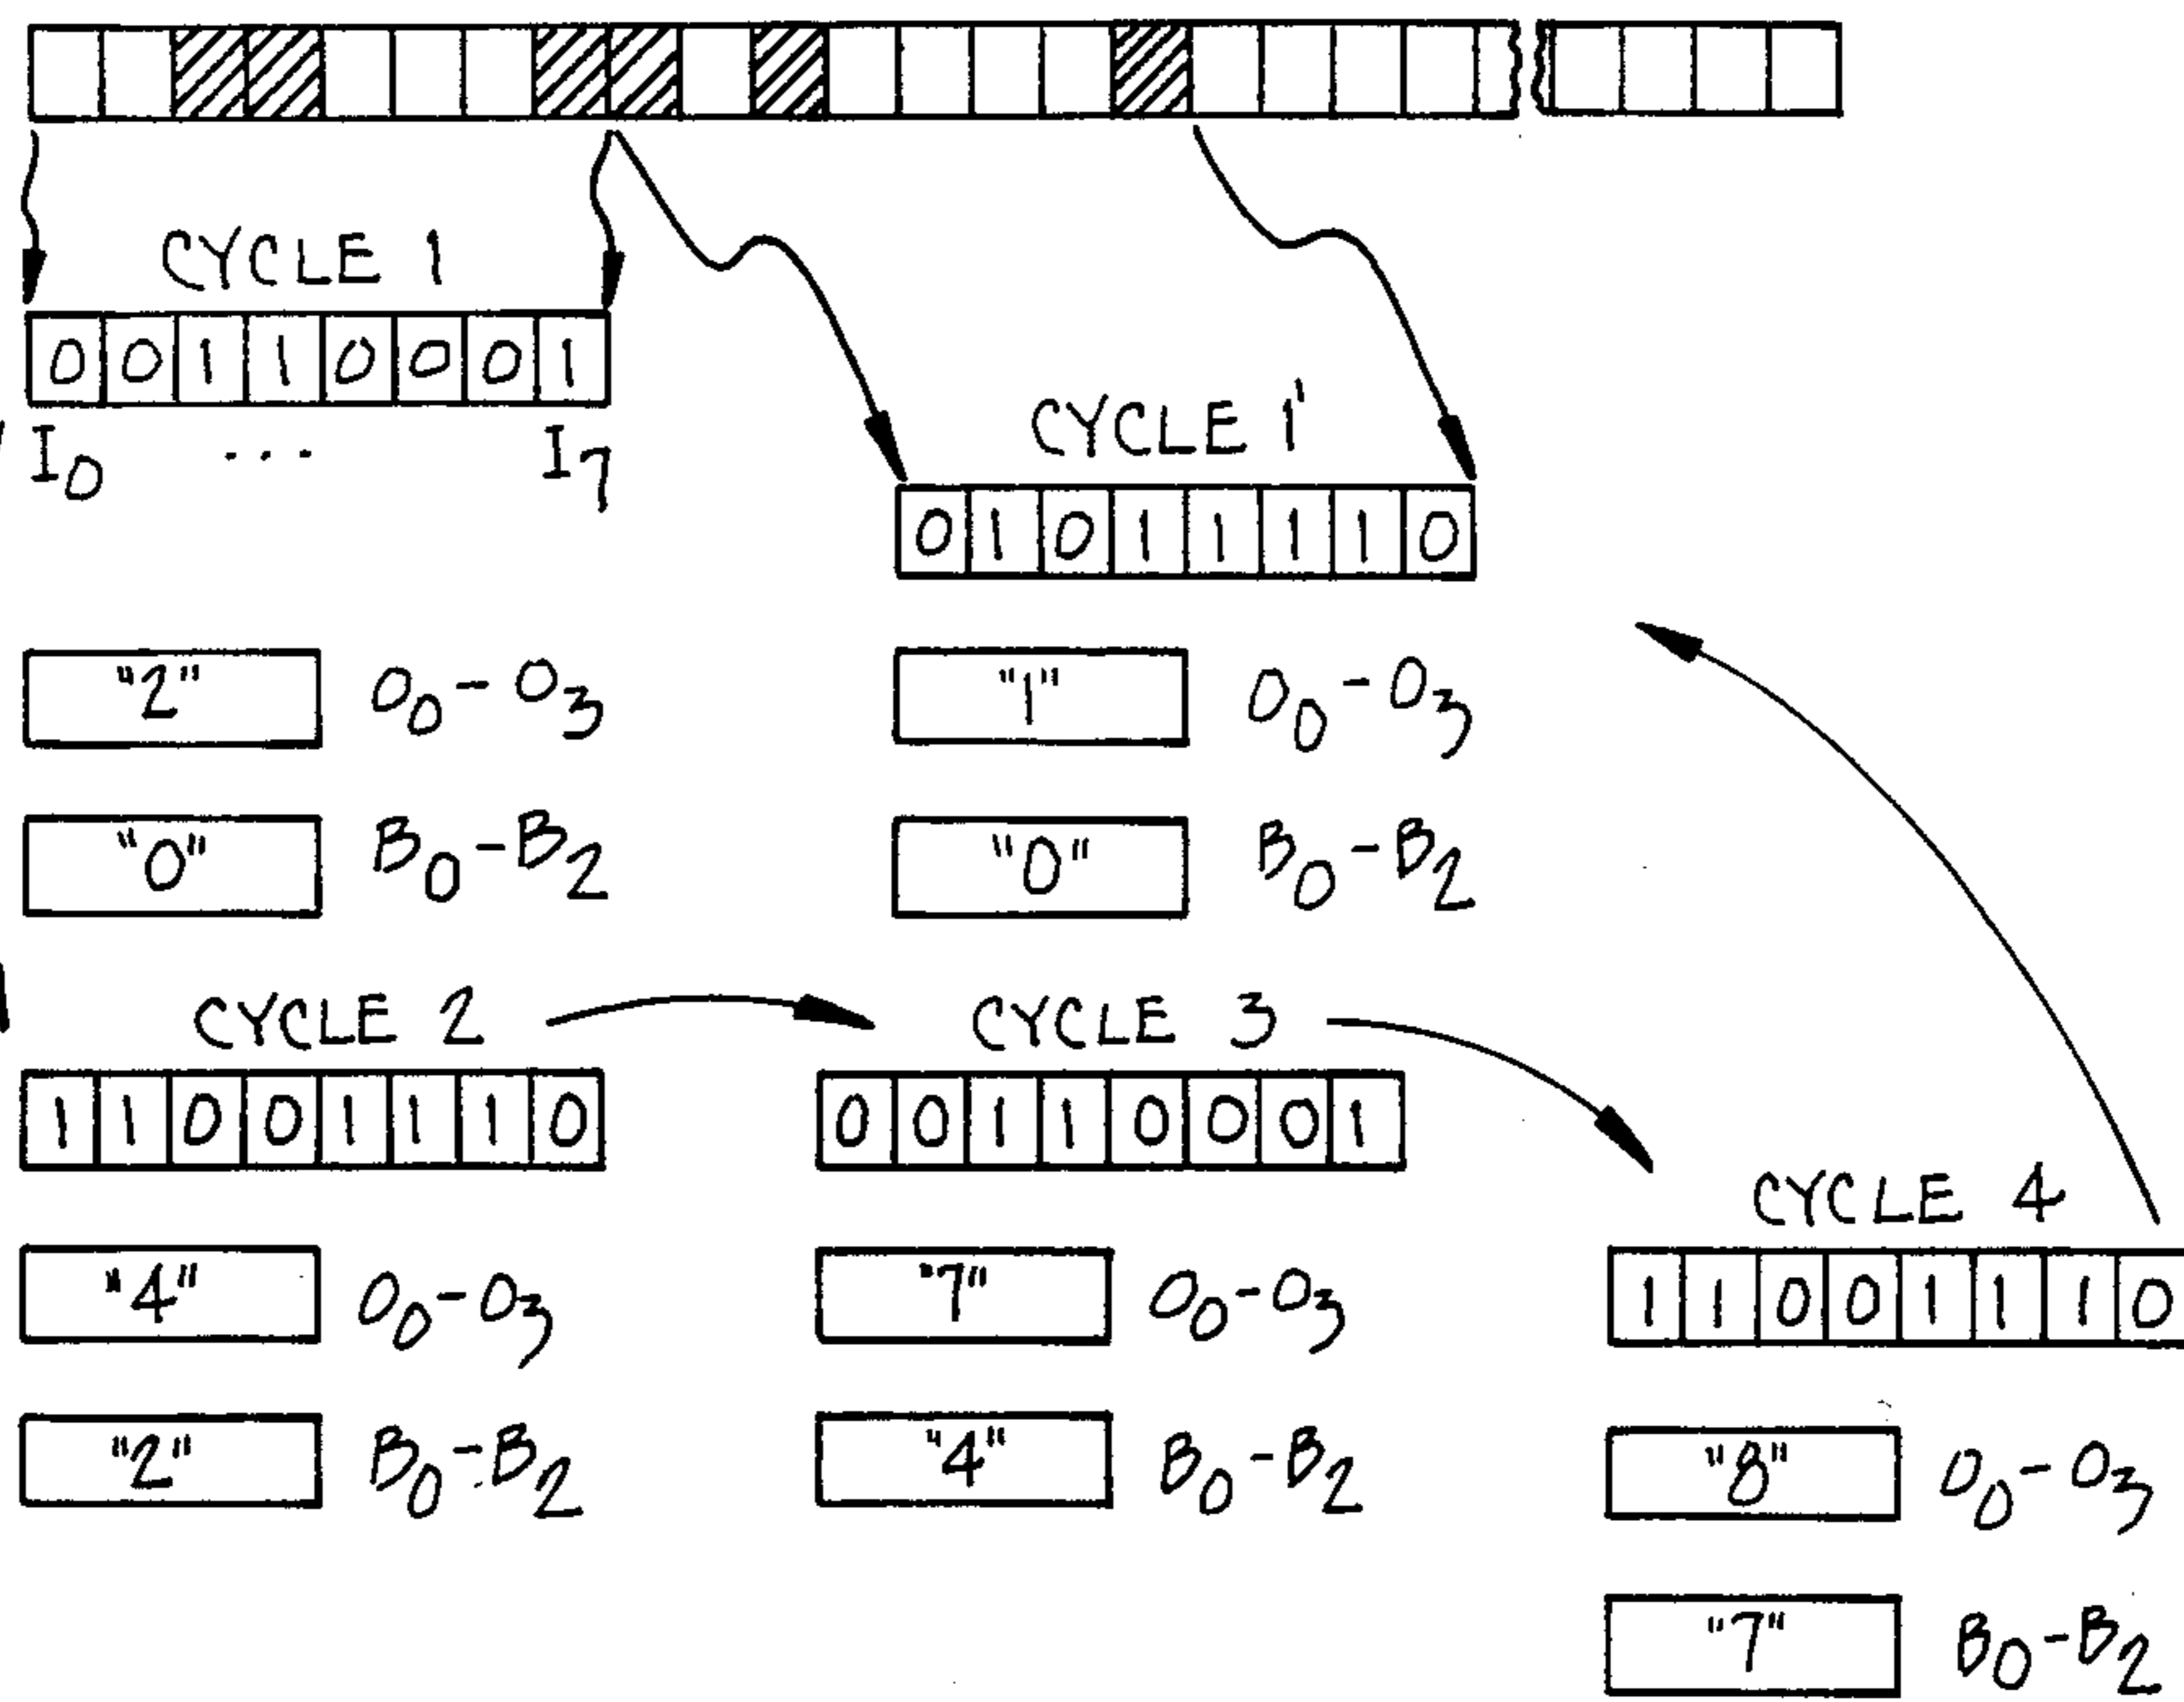 CYCLE 1
0 0 1 1 0 0 0 1
I0 ... I7
CYCLE 1'
0 1 0 1 1 1 1 0
"2" O0-O3
"1" O0-O3
"0" B0-B2
"0" B0-B2
CYCLE 2
CYCLE 3
1 1 0 0 1 1 1 0
0 0 1 1 0 0 0 1
"4" O0-O3
"7" O0-O3
"2" B0-B2
"4" B0-B2
CYCLE 4
1 1 0 0 1 1 1 0
"8" O0-O3
"7" B0-B2